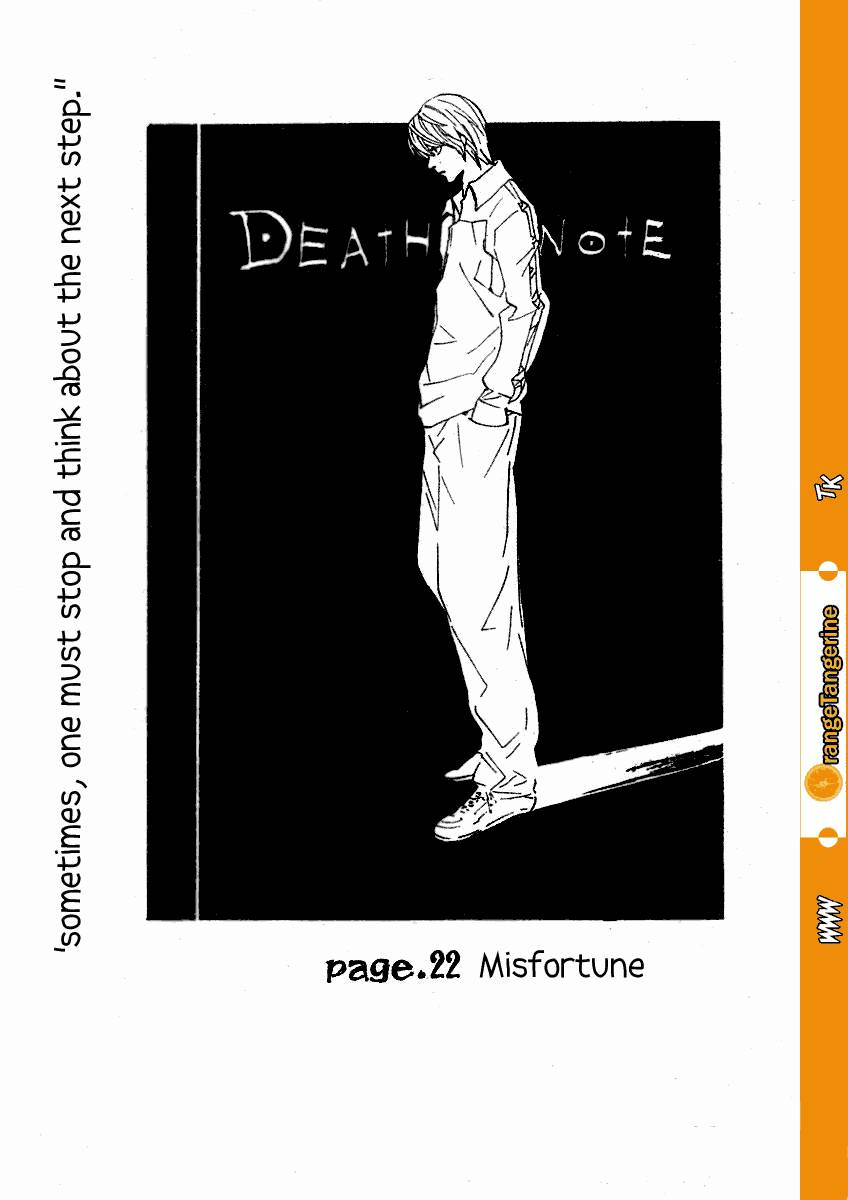 'sometimes, one must stop and think about the next step."
DEATH NOTE
page.22 Misfortune
WWW
OrangeTangerine
TK